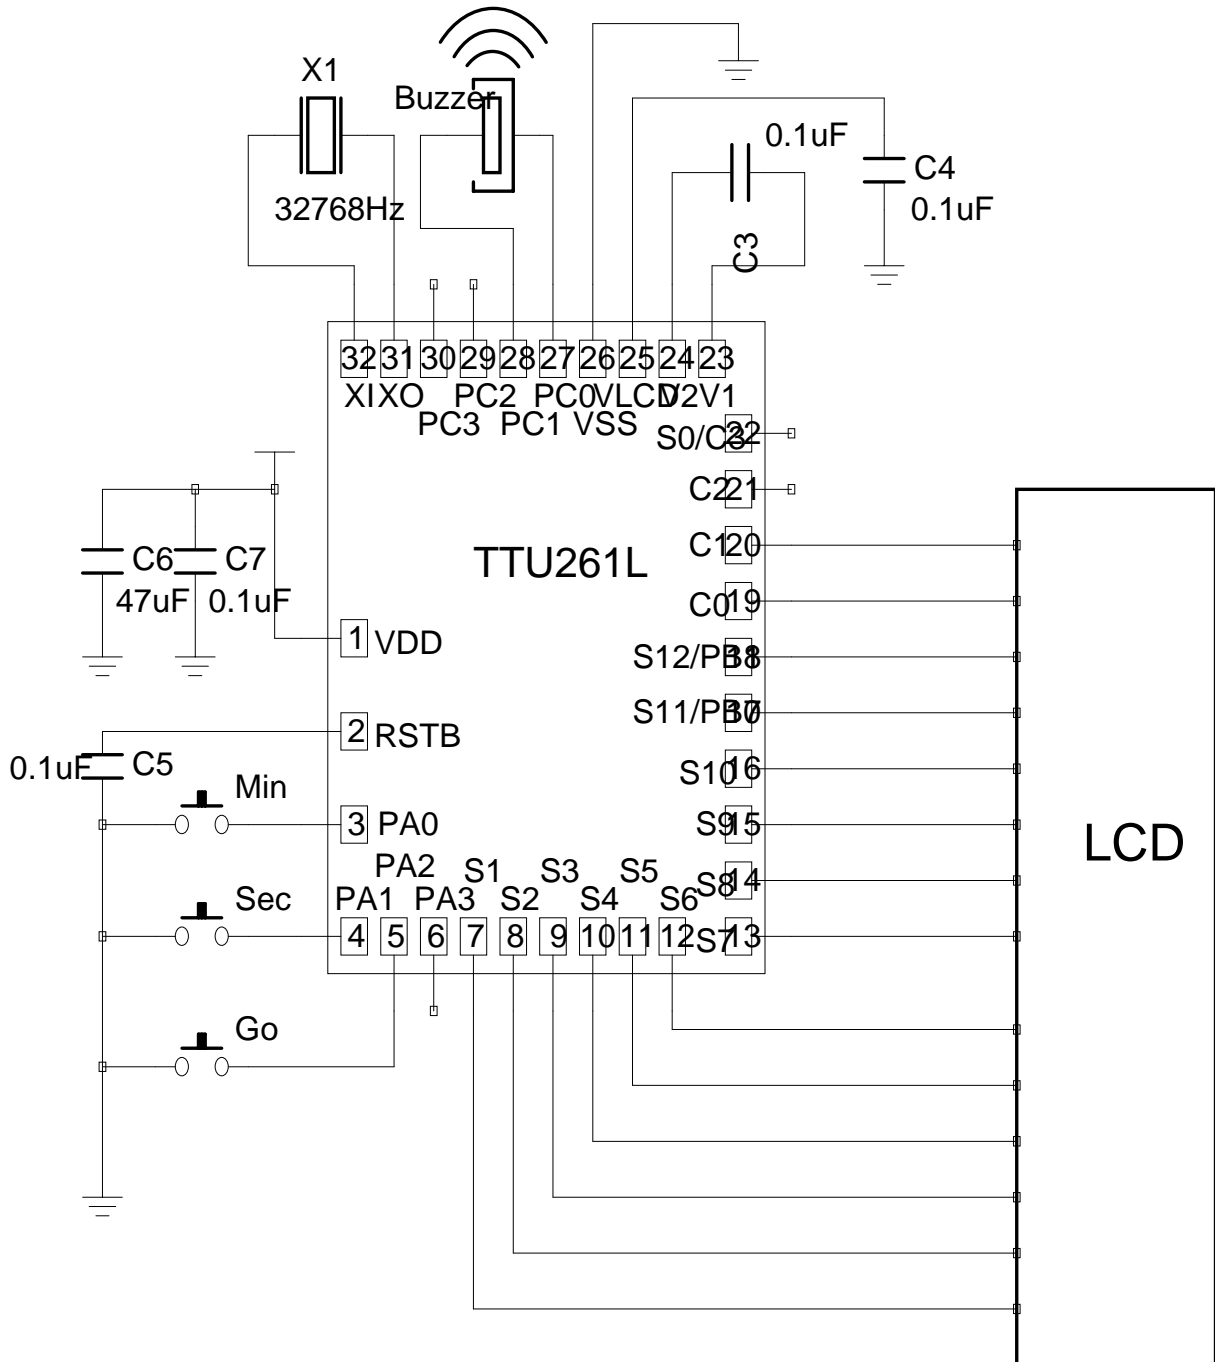 X1
Buzzer
0.1uF
C4
32768Hz
0.1uF
C3
32 31 30 29 28 27 26 25 24 23
XI XO PC2 PC0 VLCD V2 V1
PC3 PC1 VSS
S0/C3 22
C2 21
TTU261L
C1 20
C6 C7
47uF 0.1uF
C0 19
1 VDD
S12/PB1 18
S11/PB0 17
2 RSTB
0.1uF C5
S10 16
Min
3 PA0
S9 15
LCD
PA2 S1 S3 S5
S8 14
Sec
PA1 PA3 S2 S4 S6
4 5 6 7 8 9 10 11 12 S7 13
Go